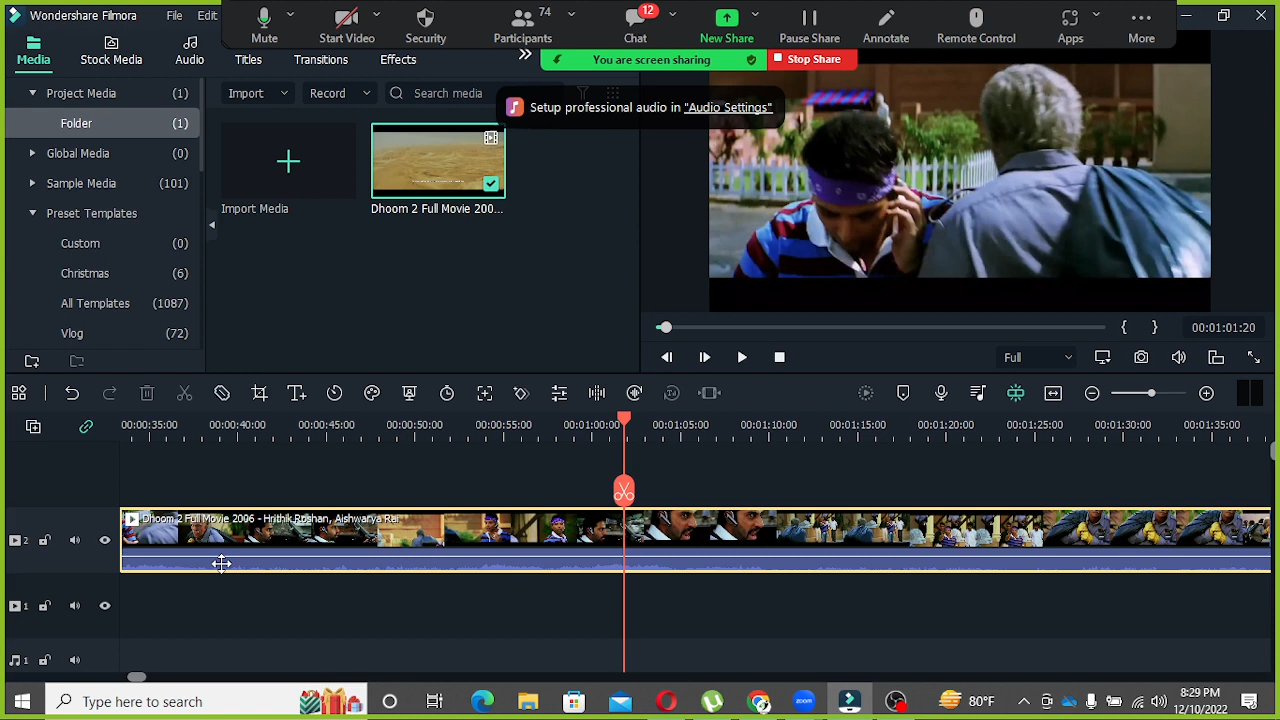 Wondershare Filmora
File
Edit
Mute
Start Video
Security
74
Participants
12
Chat
New Share
Pause Share
Annotate
Remote Control
Apps
More
You are screen sharing
Stop Share
Media
Stock Media
Audio
Titles
Transitions
Effects
Setup professional audio in "Audio Settings"
Project Media (1)
Folder (1)
Global Media (0)
Sample Media (101)
Preset Templates
Custom (0)
Christmas (6)
All Templates (1087)
Vlog (72)
Import
Record
Search media
Import Media
Dhoom 2 Full Movie 200...
{ }
00:01:01:20
Full
00:00:35:00 00:00:40:00 00:00:45:00 00:00:50:00 00:00:55:00 00:01:00:00 00:01:05:00 00:01:10:00 00:01:15:00 00:01:20:00 00:01:25:00 00:01:30:00 00:01:35:00
Dhoom 2 Full Movie 2006 - Hrithik Roshan, Aishwarya Rai
2
1
1
Type here to search
zoom
80°F
8:29 PM
12/10/2022